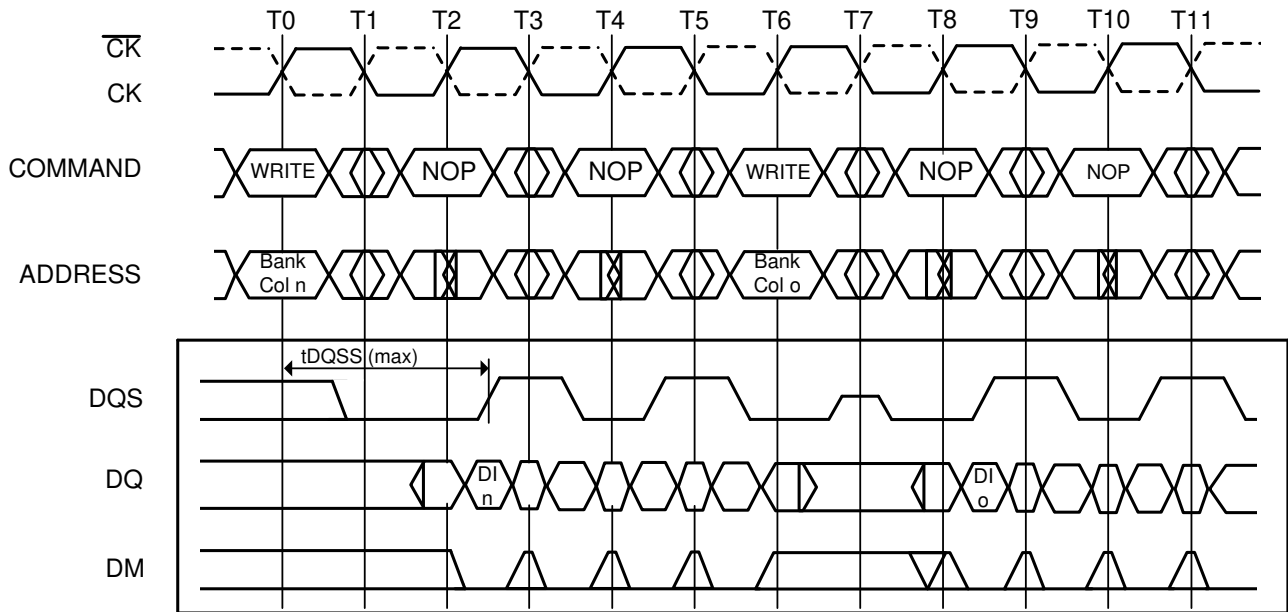 T0 T1 T2 T3 T4 T5 T6 T7 T8 T9 T10 T11
CK
CK
COMMAND
WRITE NOP NOP WRITE NOP NOP
ADDRESS
Bank
Col n
Bank
Col o
tDQSS (max)
DQS
DQ
DI
n
DI
o
DM